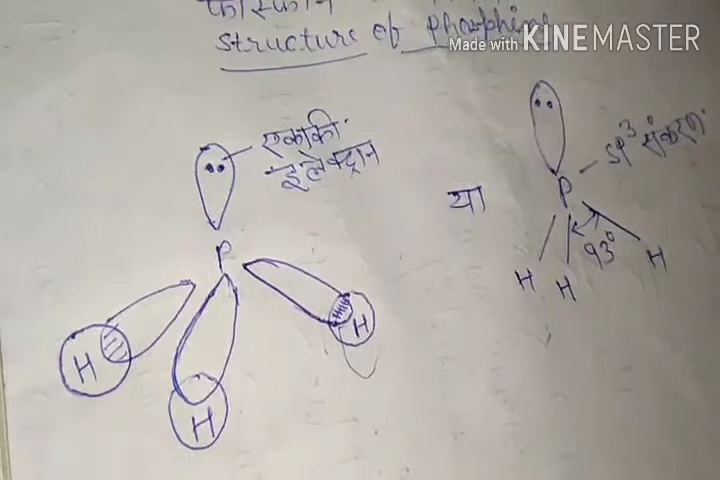 structure of phosphine
Made with KINEMASTER
एकाकी
इलेक्ट्रान
P
H
H
H
या
sp³ संकरण
P
93°
H
H
H